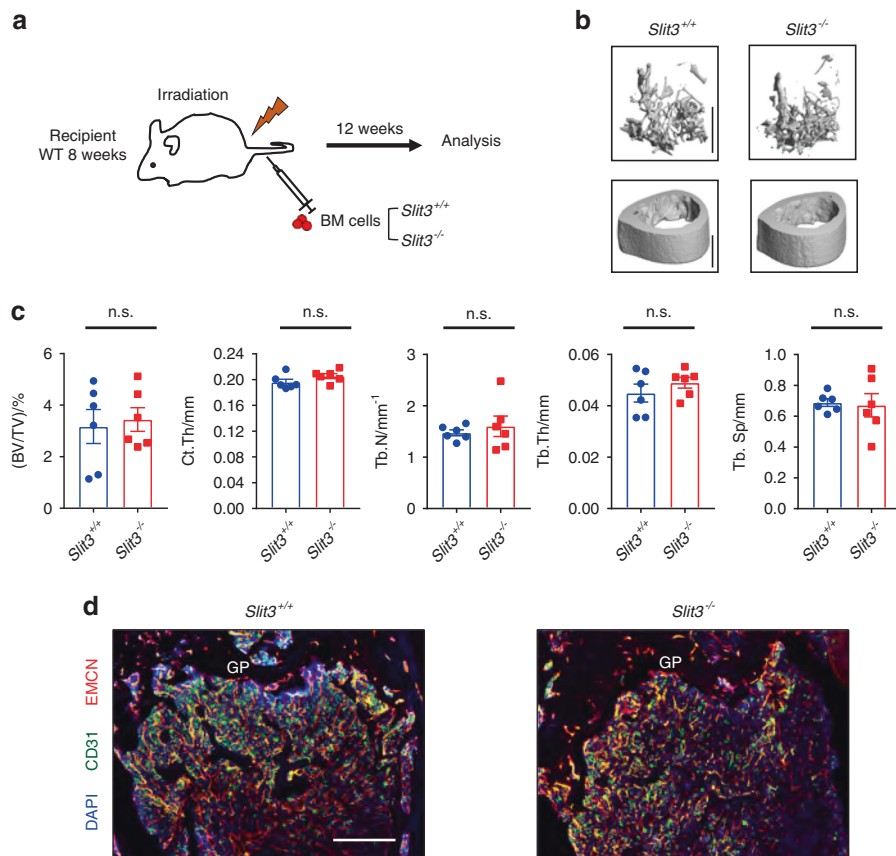 a
Irradiation
Recipient
WT 8 weeks
12 weeks
Analysis
BM cells
Slit3+/+
Slit3-/-
b
Slit3+/+
Slit3-/-
c
n.s.
(BV/TV)/%
6
4
2
0
Slit3+/+
Slit3-/-
n.s.
Ct.Th/mm
0.24
0.20
0.16
0.12
0.08
0.04
0.00
Slit3+/+
Slit3-/-
n.s.
Tb.N/mm-1
3
2
1
0
Slit3+/+
Slit3-/-
n.s.
Tb.Th/mm
0.06
0.04
0.02
0.00
Slit3+/+
Slit3-/-
n.s.
Tb. Sp/mm
1.0
0.8
0.6
0.4
0.2
0.0
Slit3+/+
Slit3-/-
d
Slit3+/+
Slit3-/-
DAPI CD31 EMCN
GP
GP